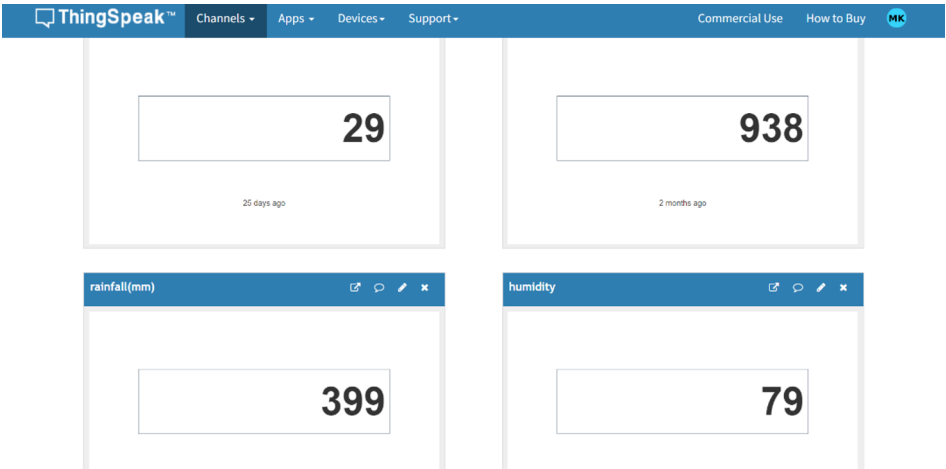 ThingSpeak™ Channels Apps Devices Support Commercial Use How to Buy MK
29 938
25 days ago 2 months ago
rainfall(mm) humidity
399 79